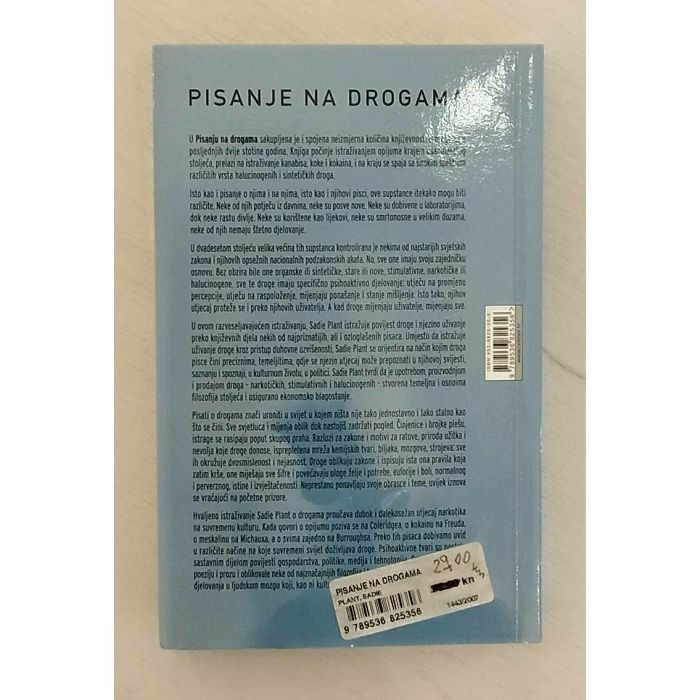 PISANJE NA DROGAMA
U Pisanju na drogama sakupljena je i spojena neizmjerna količina književnosti
posljednjih dvije stotine godina. Knjiga počinje istraživanjem opijuma krajem
stoljeća, prelazi na istraživanje kanabisa, koke i kokaina, i na kraju se spaja sa širokim
različitih vrsta halucinogenih i sintetičkih droga.
Isto kao i pisanje o njima i na njima, isto kao i njihovi pisci, ove supstance itekako mogu biti
različite. Neke od njih potječu iz davnina, neke su posve nove. Neke su dobivene u laboratorijima,
dok neke rastu divlje. Neke su korištene kao lijekovi, neke su smrtonosne u velikim dozama,
neke od njih nemaju štetno djelovanje.
U dvadesetom stoljeću velika većina tih supstanca kontrolirana je nekima od najstarijih svjetskih
zakona i njihovih opsežnih nacionalnih podzakonskih akata. No, sve one imaju svoju zajedničku
osnovu. Bez obzira bile one organske ili sintetičke, stare ili nove, stimulativne, narkotičke ili
halucinogene, sve te droge imaju specifično psihoaktivno djelovanje: utječu na promjenu
percepcije, utječu na raspoloženje, mijenjaju ponašanje i stanje mišljenja. Isto tako, njihov
utjecaj proteže se i preko njihovih uživatelja. A kad droge mijenjaju uživatelje, mijenjaju sve.
U ovom razveseljavajućem istraživanju, Sadie Plant istražuje povijest droge i njezino uživanje
preko književnih djela nekih od najpriznatijih, ali i ozloglašenih pisaca. Umjesto da istražuje
uživanje droge kroz pristup duhovne uzvišenosti, Sadie Plant se orijentira na način kojim droga
pisce čini preciznima, temeljitima, gdje se njezin utjecaj može prepoznati u njihovoj svijesti,
saznanju i spoznaji, u kulturnom životu, u politici. Sadie Plant tvrdi da je upotrebom, proizvodnjom
i prodajom droga - narkotičkih, stimulativnih i halucinogenih - stvorena temeljna i osnovna
filozofija stoljeća i osigurano ekonomsko blagostanje.
Pisati o drogama znači uroniti u svijet u kojem ništa nije tako jednostavno i tako stalno kao
što se čini. Sve svjetluca i mijenja oblik dok nastojiš zadržati pogled. Činjenice i brojke plešu,
istrage se rasipaju poput skupog praha. Razlozi za zakone i motivi za ratove, priroda užitka i
nevolja koje droge donose, isprepletena mreža kemijskih tvari, biljaka, mozgova, strojeva; sve
ih okružuje dvosmislenost i nejasnost. Droge oblikuju zakone i ispisuju ista ona pravila koja
zatim krše, one miješaju sve šifre i povećavaju uloge želje i potrebe, euforije i boli, normalnog
i perverznog, istine i izvještačenosti. Neprestano ponavljaju svoje obrasce i teme, uvijek iznova
se vraćajući na početne prizore.
Hvaljeno istraživanje Sadie Plant o drogama proučava dubok i dalekosežan utjecaj narkotika
na suvremenu kulturu. Kada govori o opijumu poziva se na Coleridgea, o kokainu na Freuda,
o meskalinu na Michauxa, a o svima zajedno na Burroughsa. Preko tih pisaca dobivamo uvid
u različite načine na koje suvremeni svijet doživljava droge. Psihoaktivne tvari su
sastavnim dijelom povijesti gospodarstva, politike, medija i tehnologije.
poeziju i prozu i oblikovale neke od najznačajnijih
djelovanja u ljudskom mozgu koji, kao ni
PISANJE NA DROGAMA
PLANT, SADIE
2900 kn
kn
9 789536 825356
1443/2007
9 789536 825356